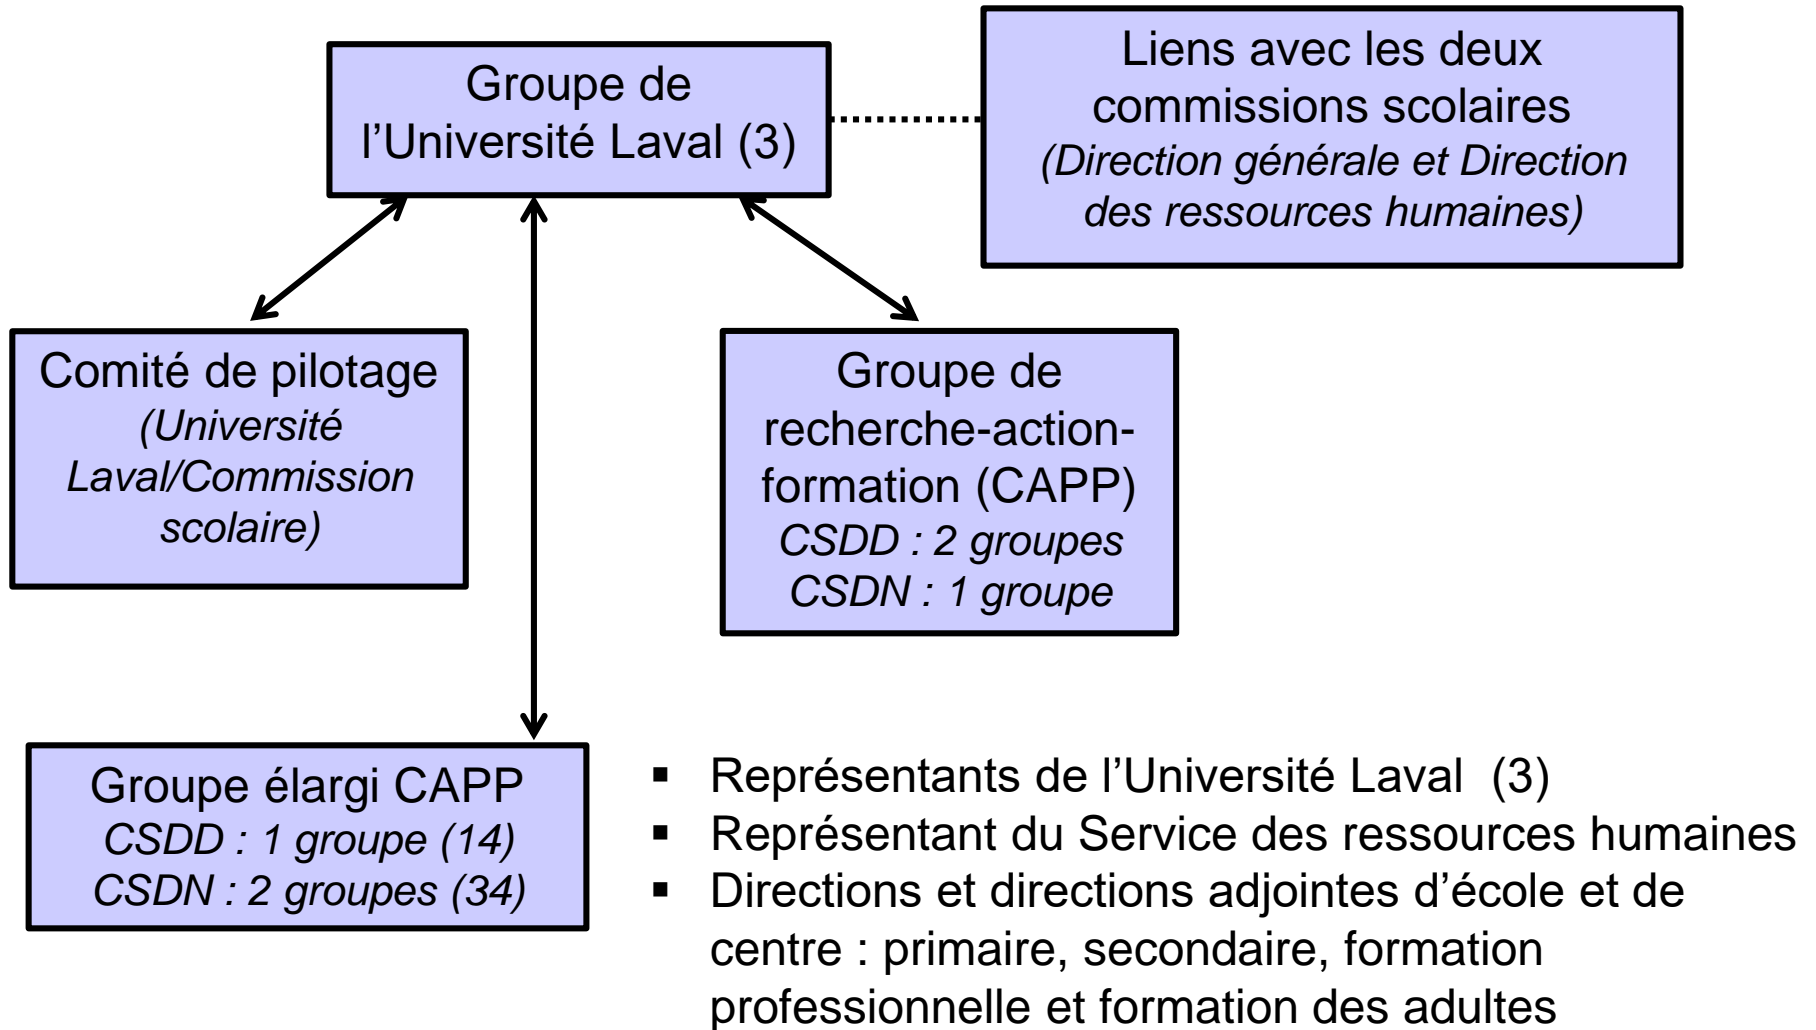 Groupe de
l’Université Laval (3)
Liens avec les deux
commissions scolaires
(Direction générale et Direction
des ressources humaines)
Comité de pilotage
(Université
Laval/Commission
scolaire)
Groupe de
recherche-action-
formation (CAPP)
CSDD : 2 groupes
CSDN : 1 groupe
Groupe élargi CAPP
CSDD : 1 groupe (14)
CSDN : 2 groupes (34)
▪ Représentants de l’Université Laval (3)
▪ Représentant du Service des ressources humaines
▪ Directions et directions adjointes d’école et de
centre : primaire, secondaire, formation
professionnelle et formation des adultes